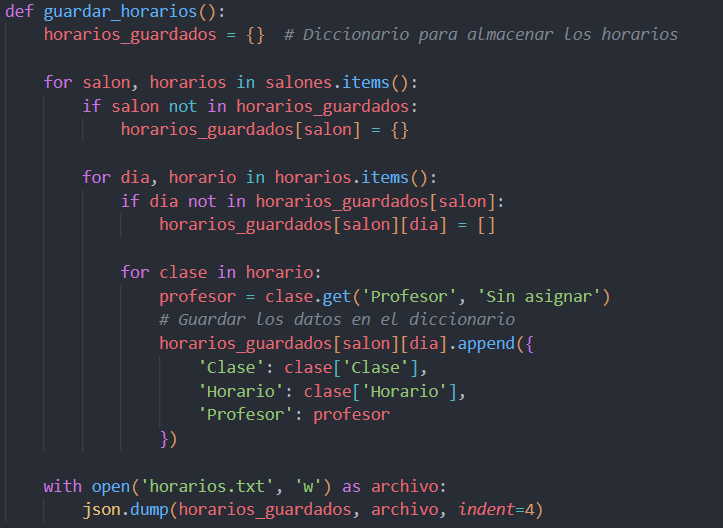 def guardar_horarios():
    horarios_guardados = {}  # Diccionario para almacenar los horarios

    for salon, horarios in salones.items():
        if salon not in horarios_guardados:
            horarios_guardados[salon] = {}

        for dia, horario in horarios.items():
            if dia not in horarios_guardados[salon]:
                horarios_guardados[salon][dia] = []

            for clase in horario:
                profesor = clase.get('Profesor', 'Sin asignar')
                # Guardar los datos en el diccionario
                horarios_guardados[salon][dia].append({
                    'Clase': clase['Clase'],
                    'Horario': clase['Horario'],
                    'Profesor': profesor
                })

    with open('horarios.txt', 'w') as archivo:
        json.dump(horarios_guardados, archivo, indent=4)